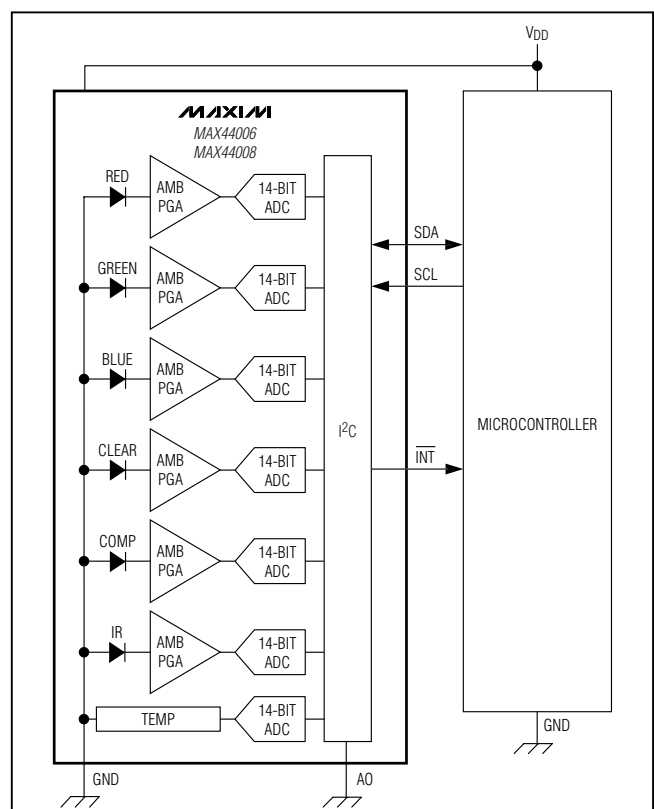 VDD
MAXIM
MAX44006
MAX44008
RED
AMB
PGA
14-BIT
ADC
GREEN
AMB
PGA
14-BIT
ADC
BLUE
AMB
PGA
14-BIT
ADC
CLEAR
AMB
PGA
14-BIT
ADC
COMP
AMB
PGA
14-BIT
ADC
IR
AMB
PGA
14-BIT
ADC
TEMP
14-BIT
ADC
I²C
SDA
SCL
INT
MICROCONTROLLER
GND
A0
GND